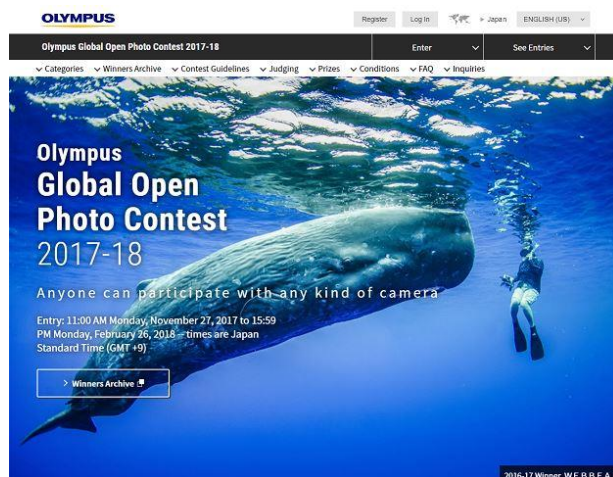 OLYMPUS
Register Log In Japan ENGLISH (US)
Olympus Global Open Photo Contest 2017-18 Enter See Entries
Categories Winners Archive Contest Guidelines Judging Prizes Conditions FAQ Inquiries
Olympus
Global Open
Photo Contest
2017-18
Anyone can participate with any kind of camera
Entry: 11:00 AM Monday, November 27, 2017 to 15:59
PM Monday, February 26, 2018 – times are Japan
Standard Time (GMT +9)
> Winners Archive
2016-17 Winner W E B B E A